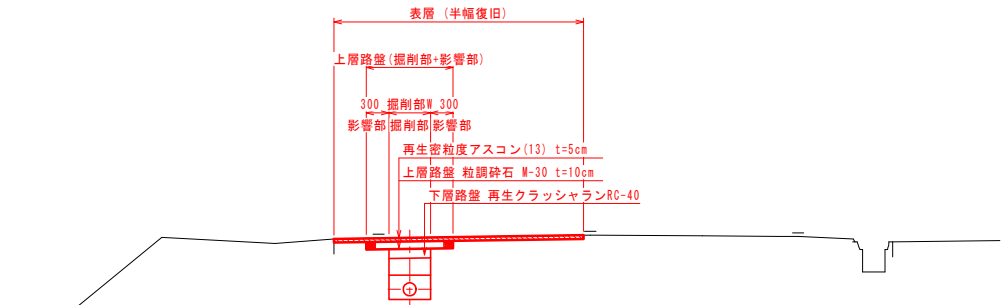 表層 (半幅復旧)
上層路盤(掘削部+影響部)
300 掘削部W 300
影響部 掘削部 影響部
再生密粒度アスコン(13) t=5cm
上層路盤 粒調砕石 M-30 t=10cm
下層路盤 再生クラッシャランRC-40